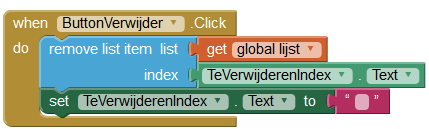 when ButtonVerwijder .Click
do remove list item list get global lijst
index TeVerwijderenIndex . Text
set TeVerwijderenIndex . Text to " "